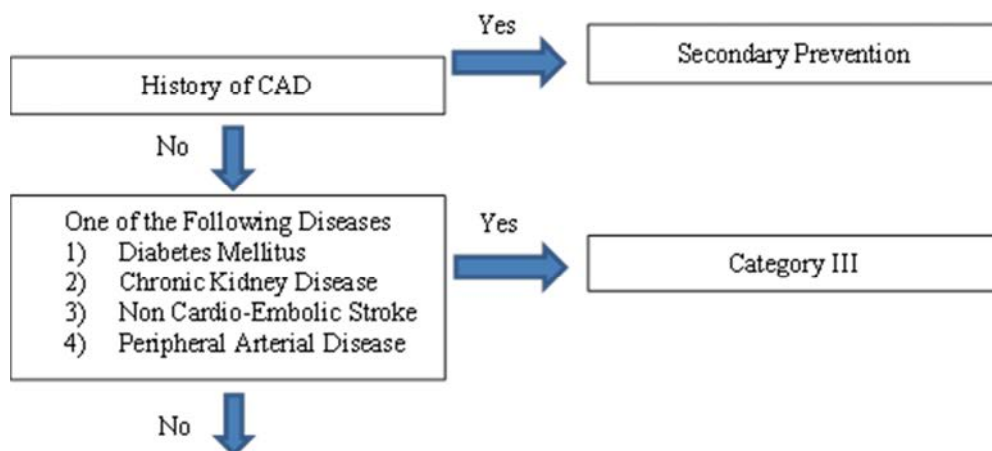 Yes
History of CAD
Secondary Prevention
No
One of the Following Diseases
1) Diabetes Mellitus
2) Chronic Kidney Disease
3) Non Cardio-Embolic Stroke
4) Peripheral Arterial Disease
Yes
Category III
No